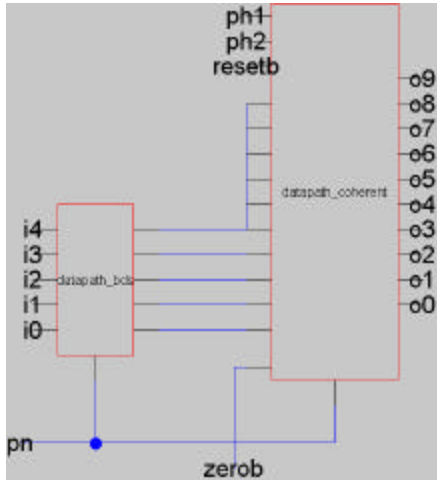 ph1
ph2
resetb
o9
o8
o7
o6
o5
datapath_coherent
o4
i4
o3
i3
o2
i2
datapath_bds
o1
i1
o0
i0
pn
zerob